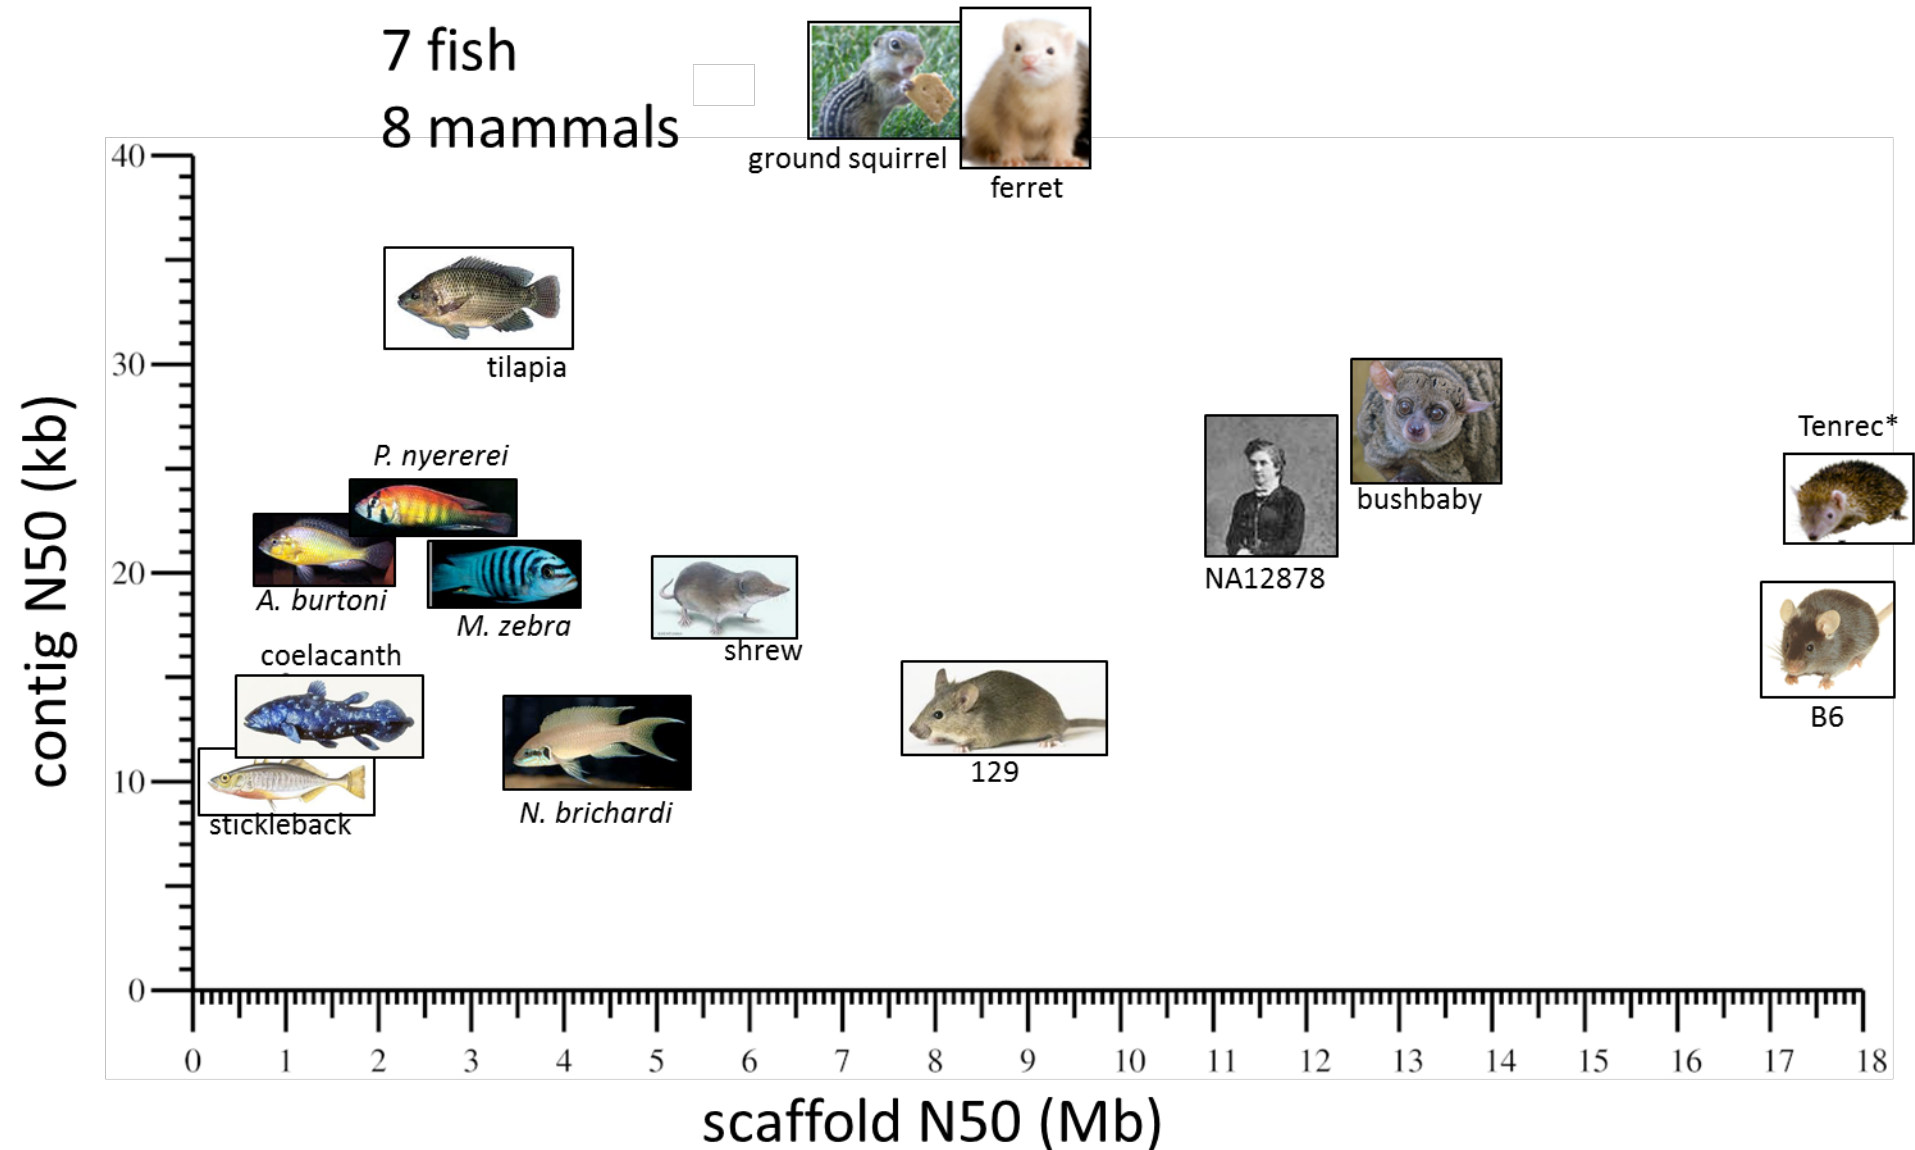 7 fish
8 mammals
ground squirrel
ferret
40
tilapia
30
P. nyererei
A. burtoni
M. zebra
20
coelacanth
shrew
stickleback
10
N. brichardi
129
NA12878
bushbaby
Tenrec*
B6
0
contig N50 (kb)
0 1 2 3 4 5 6 7 8 9 10 11 12 13 14 15 16 17 18
scaffold N50 (Mb)